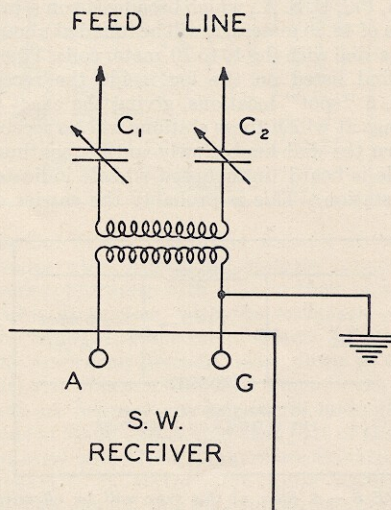 FEED LINE
C1 C2
A G
S. W.
RECEIVER